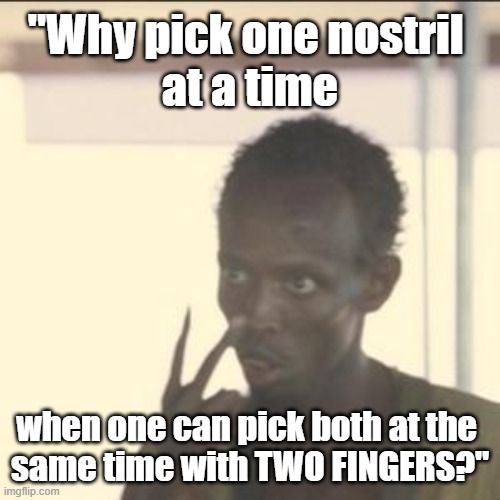 "Why pick one nostril
at a time
when one can pick both at the
same time with TWO FINGERS?"
imgflip.com